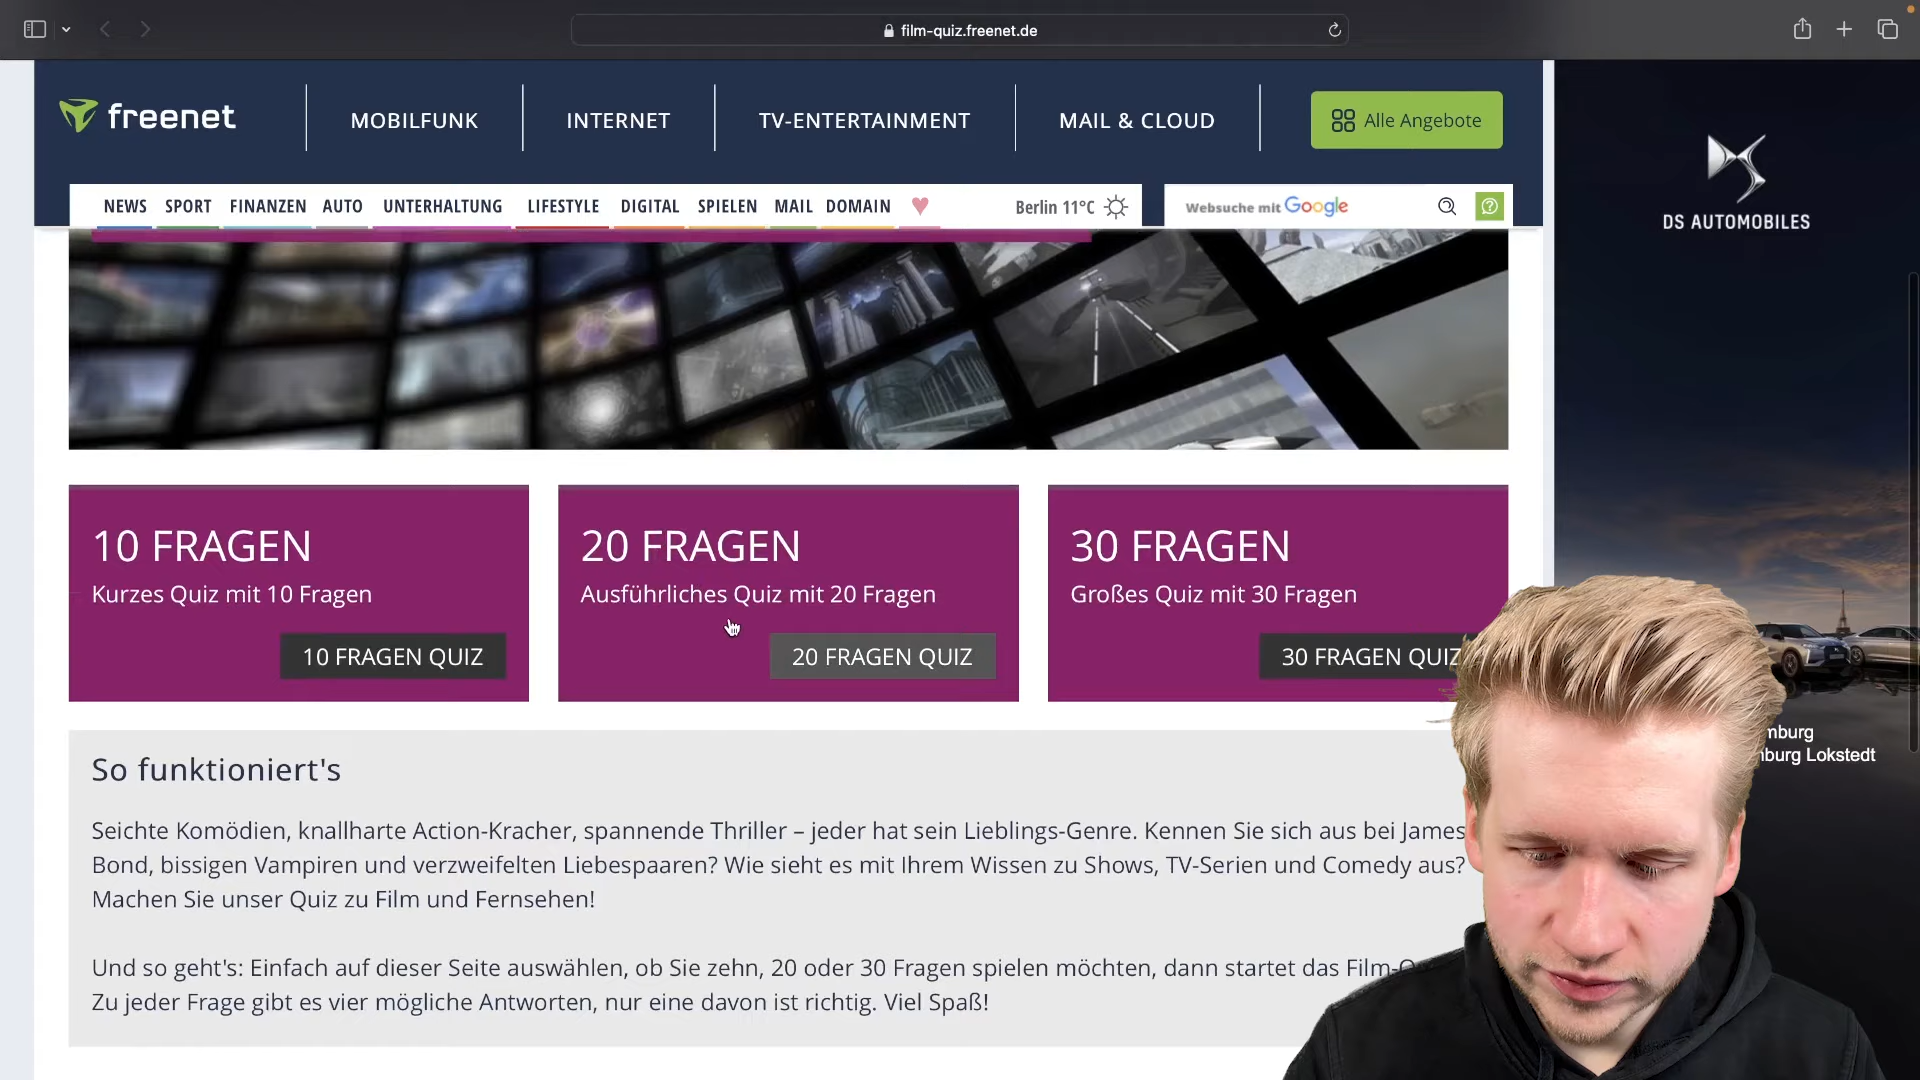 film-quiz.freenet.de
freenet
MOBILFUNK
INTERNET
TV-ENTERTAINMENT
MAIL & CLOUD
Alle Angebote
NEWS SPORT FINANZEN AUTO UNTERHALTUNG LIFESTYLE DIGITAL SPIELEN MAIL DOMAIN
Berlin 11°C
Websuche mit Google
DS AUTOMOBILES
10 FRAGEN
Kurzes Quiz mit 10 Fragen
10 FRAGEN QUIZ
20 FRAGEN
Ausführliches Quiz mit 20 Fragen
20 FRAGEN QUIZ
30 FRAGEN
Großes Quiz mit 30 Fragen
30 FRAGEN QUIZ
mburg
burg Lokstedt
So funktioniert's
Seichte Komödien, knallharte Action-Kracher, spannende Thriller – jeder hat sein Lieblings-Genre. Kennen Sie sich aus bei James
Bond, bissigen Vampiren und verzweifelten Liebespaaren? Wie sieht es mit Ihrem Wissen zu Shows, TV-Serien und Comedy aus?
Machen Sie unser Quiz zu Film und Fernsehen!
Und so geht's: Einfach auf dieser Seite auswählen, ob Sie zehn, 20 oder 30 Fragen spielen möchten, dann startet das Film-Q
Zu jeder Frage gibt es vier mögliche Antworten, nur eine davon ist richtig. Viel Spaß!